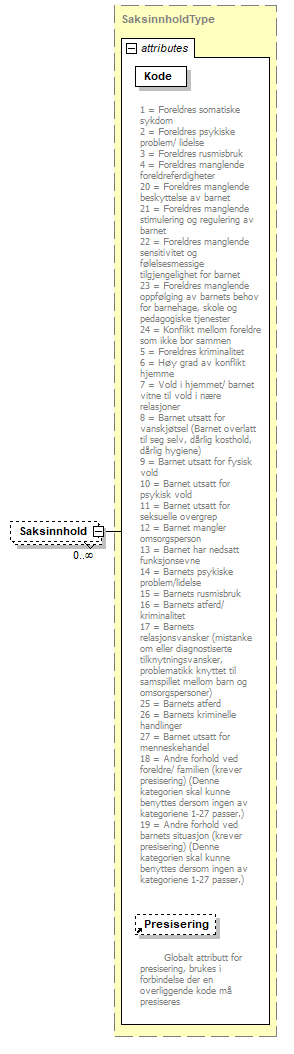 SaksinnholdType
attributes
Kode
1 = Foreldres somatiske
sykdom
2 = Foreldres psykiske
problem/ lidelse
3 = Foreldres rusmisbruk
4 = Foreldres manglende
foreldreferdigheter
20 = Foreldres manglende
beskyttelse av barnet
21 = Foreldres manglende
stimulering og regulering av
barnet
22 = Foreldres manglende
sensitivitet og
følelsesmessige
tilgjengelighet for barnet
23 = Foreldres manglende
oppfølging av barnets behov
for barnehage, skole og
pedagogiske tjenester
24 = Konflikt mellom foreldre
som ikke bor sammen
5 = Foreldres kriminalitet
6 = Høy grad av konflikt
hjemme
7 = Vold i hjemmet/ barnet
vitne til vold i nære
relasjoner
8 = Barnet utsatt for
vanskjøtsel (Barnet overlatt
til seg selv, dårlig kosthold,
dårlig hygiene)
9 = Barnet utsatt for fysisk
vold
10 = Barnet utsatt for
psykisk vold
11 = Barnet utsatt for
seksuelle overgrep
12 = Barnet mangler
omsorgsperson
13 = Barnet har nedsatt
funksjonsevne
14 = Barnets psykiske
problem/lidelse
15 = Barnets rusmisbruk
16 = Barnets atferd/
kriminalitet
17 = Barnets
relasjonsvansker (mistanke
om eller diagnostiserte
tilknytningsvansker,
problematikk knyttet til
samspillet mellom barn og
omsorgspersoner)
25 = Barnets atferd
26 = Barnets kriminelle
handlinger
27 = Barnet utsatt for
menneskehandel
18 = Andre forhold ved
foreldre/ familien (krever
presisering) (Denne
kategorien skal kunne
benyttes dersom ingen av
kategoriene 1-27 passer.)
19 = Andre forhold ved
barnets situasjon (krever
presisering) (Denne
kategorien skal kunne
benyttes dersom ingen av
kategoriene 1-27 passer.)
Saksinnhold
0..∞
Presisering
Globalt attributt for
presisering, brukes i
forbindelse der en
overliggende kode må
presiseres